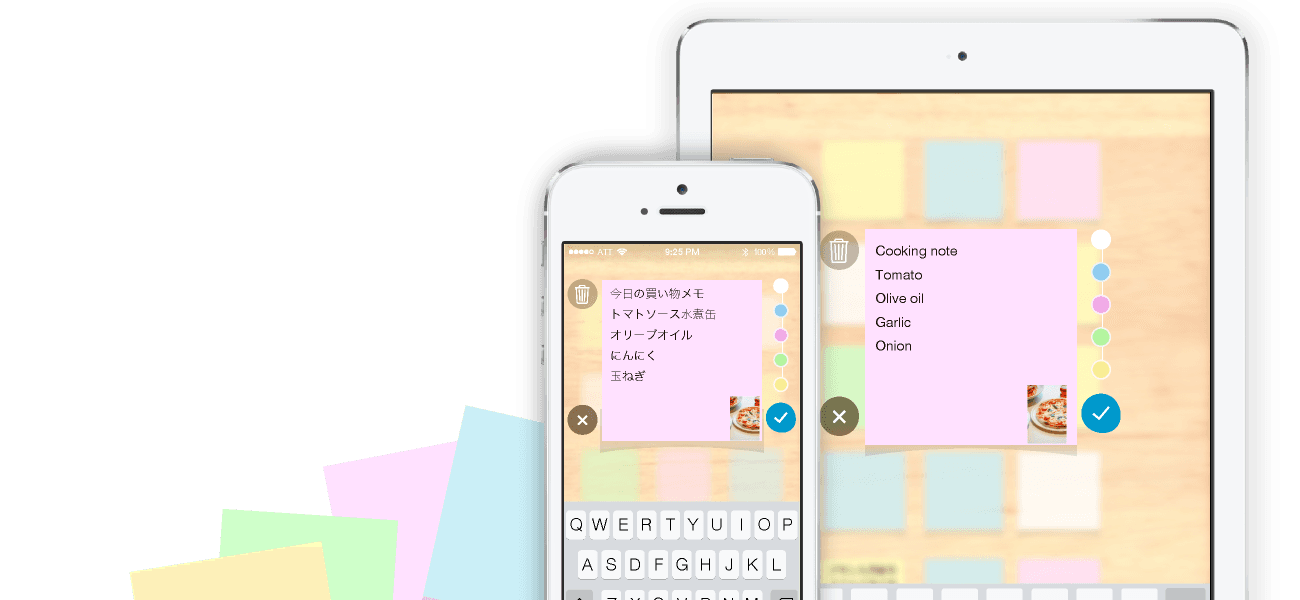 ATT 9:25 PM 100%
今日の買い物メモ
トマトソース水煮缶
オリーブオイル
にんにく
玉ねぎ
Q W E R T Y U I O P
A S D F G H J K L
Z X C V B N M
Cooking note
Tomato
Olive oil
Garlic
Onion